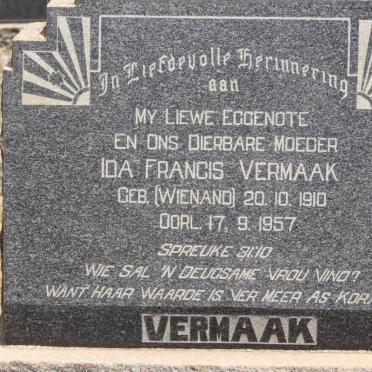 In Liefdevolle Herinnering
aan
MY LIEWE EGGENOTE
EN ONS DIERBARE MOEDER
IDA FRANCIS VERMAAK
GEB. (WIENAND) 20. 10. 1910
OORL. 17. 9. 1957
SPREUKE 31:10
WIE SAL 'N DEUGSAME VROU VIND?
WANT HAAR WAARDE IS VER MEER AS
VERMAAK